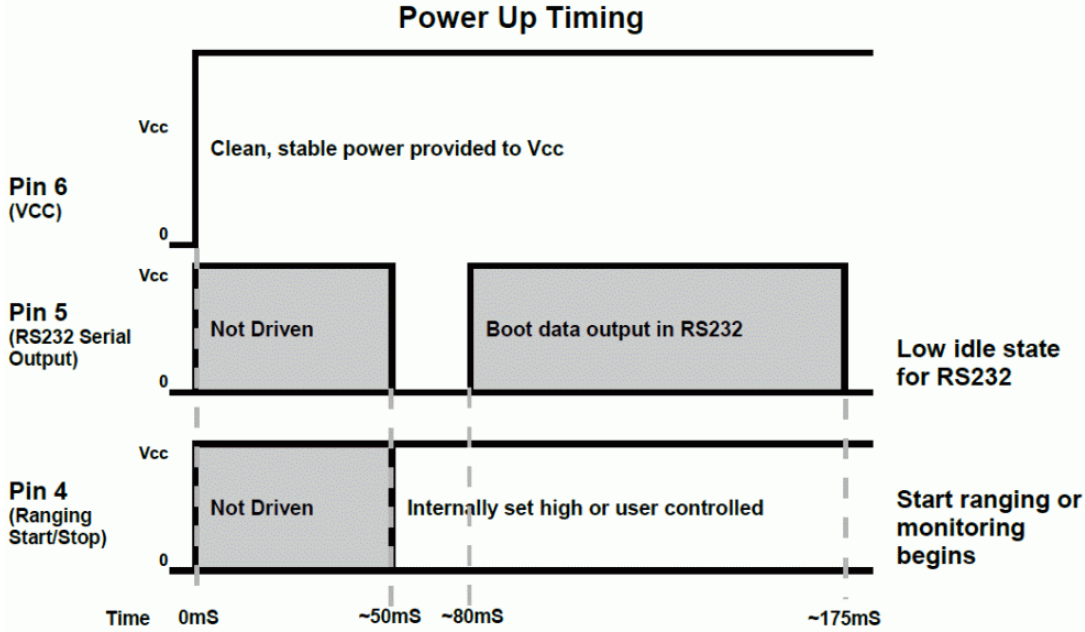 Power Up Timing
Vcc
Clean, stable power provided to Vcc
Pin 6
(VCC)
0
Vcc
Pin 5
(RS232 Serial
Output)
Not Driven
Boot data output in RS232
0
Low idle state
for RS232
Vcc
Pin 4
(Ranging
Start/Stop)
Not Driven
Internally set high or user controlled
0
Start ranging or
monitoring
begins
Time 0mS ~50mS ~80mS ~175mS